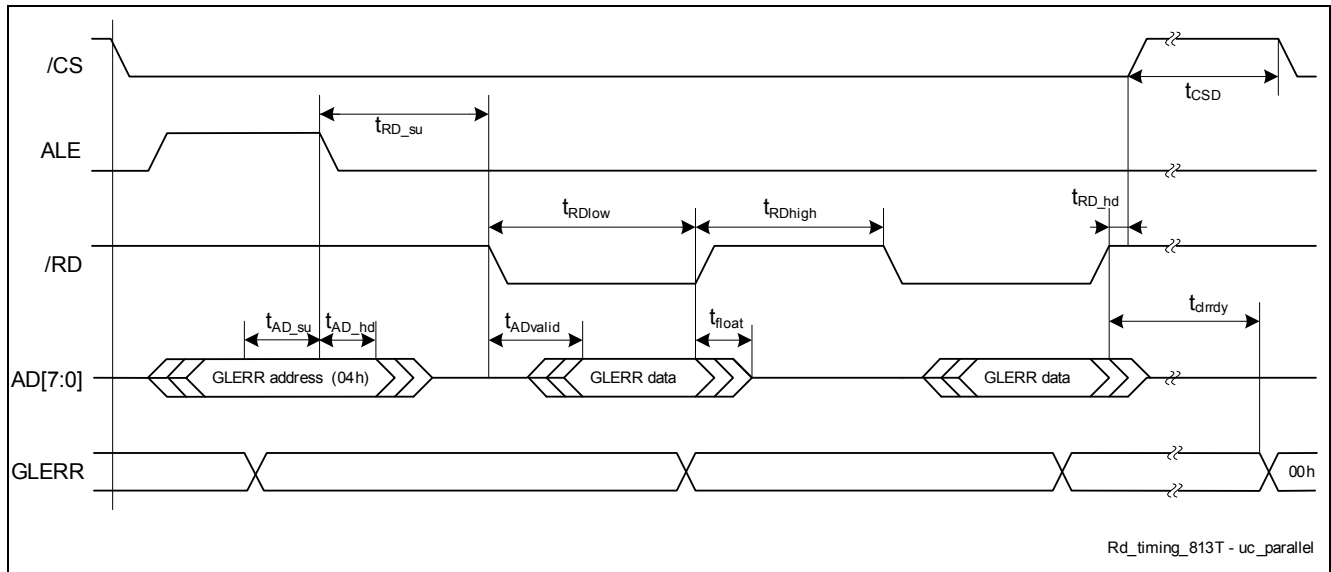 /CS
tCSD
tRD_su
ALE
tRDlow
tRDhigh
tRD_hd
/RD
tAD_su
tAD_hd
tADvalid
tfloat
tclrrdy
AD[7:0]
GLERR address (04h)
GLERR data
GLERR data
GLERR
00h
Rd_timing_813T - uc_parallel